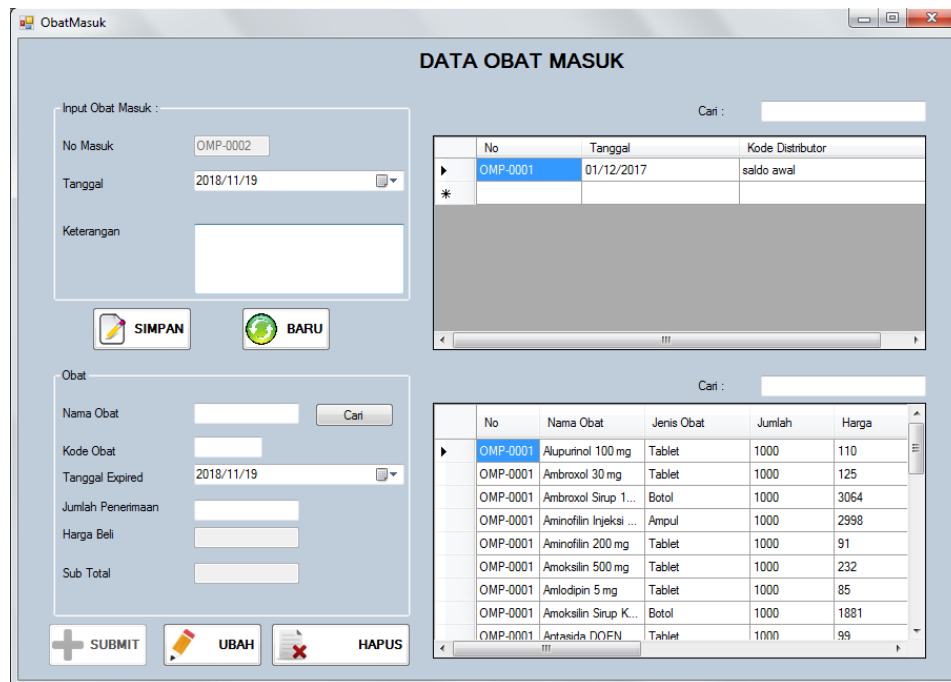 ObatMasuk
DATA OBAT MASUK
Input Obat Masuk :
No Masuk OMP-0002
Tanggal 2018/11/19
Keterangan
SIMPAN BARU
Cari :
No Tanggal Kode Distributor
OMP-0001 01/12/2017 saldo awal
Obat
Nama Obat Cari
Kode Obat
Tanggal Expired 2018/11/19
Jumlah Penerimaan
Harga Beli
Sub Total
SUBMIT UBAH HAPUS
Cari :
No Nama Obat Jenis Obat Jumlah Harga
OMP-0001 Alupurinol 100 mg Tablet 1000 110
OMP-0001 Ambroxol 30 mg Tablet 1000 125
OMP-0001 Ambroxol Sirup 1... Botol 1000 3064
OMP-0001 Aminofilin Injeksi ... Ampul 1000 2998
OMP-0001 Aminofilin 200 mg Tablet 1000 91
OMP-0001 Amoksilin 500 mg Tablet 1000 232
OMP-0001 Amlodipin 5 mg Tablet 1000 85
OMP-0001 Amoksilin Sirup K... Botol 1000 1881
OMP-0001 Antasida DOEN Tablet 1000 99